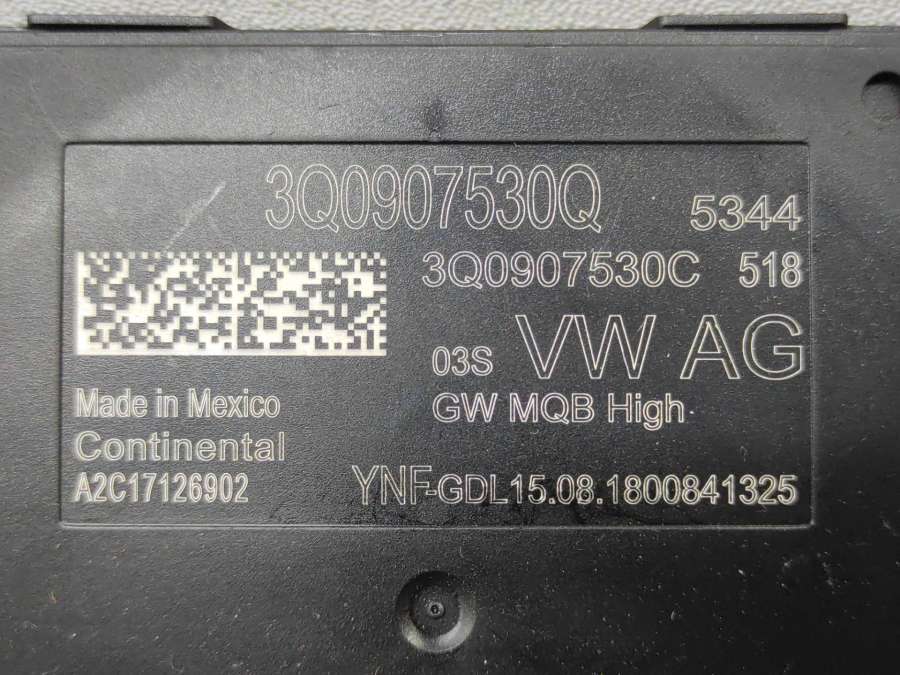 3Q0907530Q 5344
3Q0907530C 518
03S VW AG
Made in Mexico GW MQB High
Continental
A2C17126902 YNF-GDL15.08.1800841325